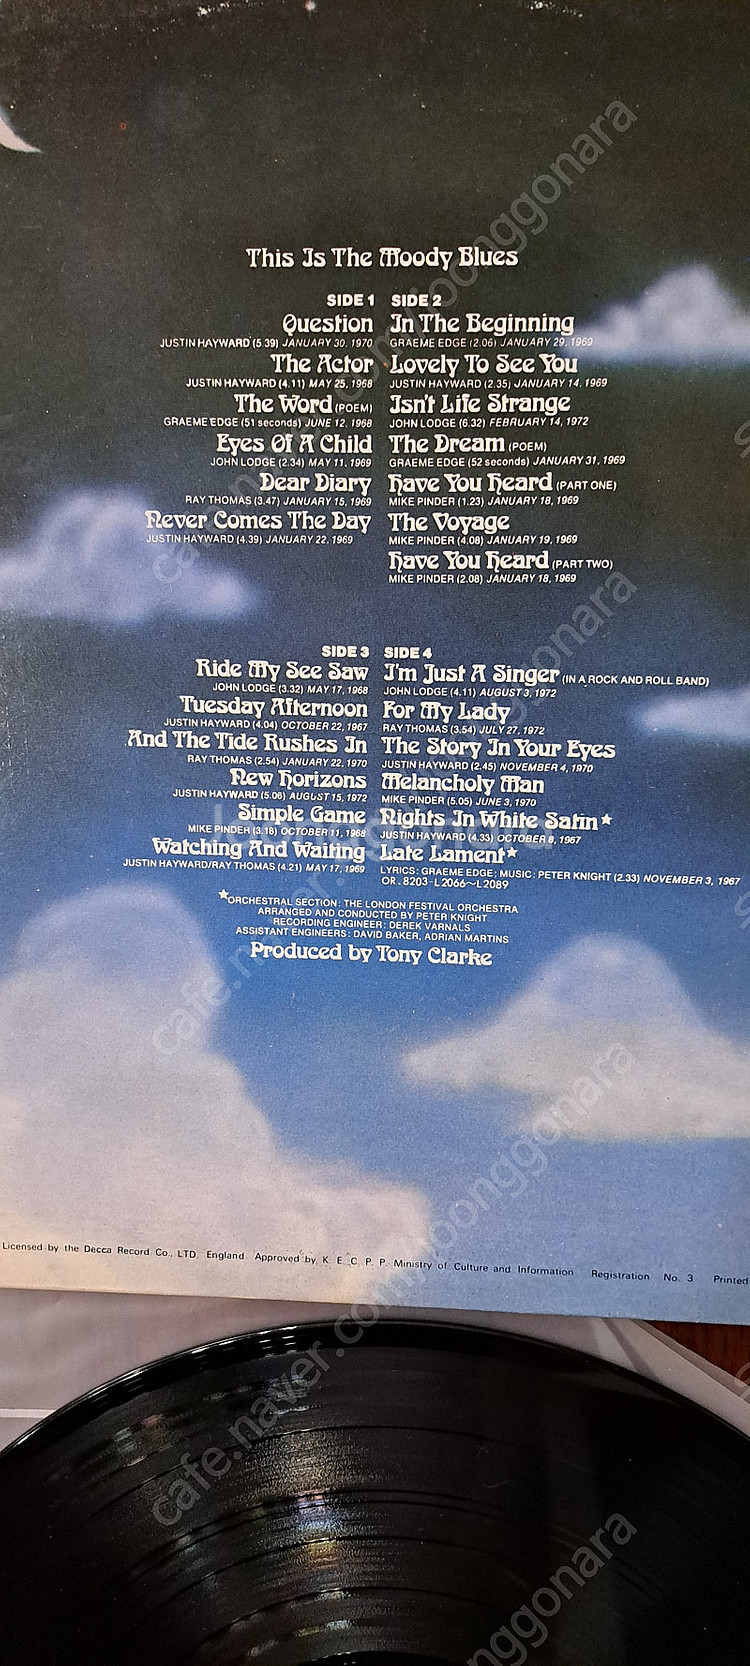 This Is The Moody Blues
SIDE 1
Question
JUSTIN HAYWARD (5 39) JANUARY 30, 1970
The Actor
JUSTIN HAYWARD (4.11) MAY 25, 1968
The Word (POEM)
GRAEME EDGE (51 seconds) JUNE 12, 1968
Eyes Of A Child
JOHN LODGE (2.34) MAY 11, 1969
Dear Diary
RAY THOMAS (3.47) JANUARY 15, 1969
Never Comes The Day
JUSTIN HAYWARD (4.39) JANUARY 22, 1969
SIDE 2
In The Beginning
GRAEME EDGE (2.06) JANUARY 29, 1969
Lovely To See You
JUSTIN HAYWARD (2.35) JANUARY 14, 1969
Isn't Life Strange
JOHN LODGE (6.32) FEBRUARY 14, 1972
The Dream (POEM)
GRAEME EDGE (52 seconds) JANUARY 31, 1969
Have You Heard (PART ONE)
MIKE PINDER (1.23) JANUARY 18, 1969
The Voyage
MIKE PINDER (4.08) JANUARY 19, 1969
Have You Heard (PART TWO)
MIKE PINDER (2.08) JANUARY 18, 1969
SIDE 3
Ride My See Saw
JOHN LODGE (3.32) MAY 17, 1968
Tuesday Afternoon
JUSTIN HAYWARD (4.04) OCTOBER 22, 1967
And The Tide Rushes In
RAY THOMAS (2.54) JANUARY 22, 1970
New Horizons
JUSTIN HAYWARD (5.06) AUGUST 15, 1972
Simple Game
MIKE PINDER (3.18) OCTOBER 11, 1968
Watching And Waiting
JUSTIN HAYWARD/RAY THOMAS (4.21) MAY 17, 1969
SIDE 4
I'm Just A Singer (IN A ROCK AND ROLL BAND)
JOHN LODGE (4.11) AUGUST 3, 1972
For My Lady
RAY THOMAS (3.54) JULY 27, 1972
The Story In Your Eyes
JUSTIN HAYWARD (2.45) NOVEMBER 4, 1970
Melancholy Man
MIKE PINDER (5.05) JUNE 3, 1970
Nights In White Satin★
JUSTIN HAYWARD (4.33) OCTOBER 8, 1967
Late Lament★
LYRICS: GRAEME EDGE; MUSIC: PETER KNIGHT (2.33) NOVEMBER 3, 1967
OR. 8203-L2066~L2089
★ORCHESTRAL SECTION: THE LONDON FESTIVAL ORCHESTRA
ARRANGED AND CONDUCTED BY PETER KNIGHT
RECORDING ENGINEER: DEREK VARNALS
ASSISTANT ENGINEERS: DAVID BAKER, ADRIAN MARTINS
Produced by Tony Clarke
Licensed by the Decca Record Co., LTD. England. Approved by K. E. C. P. P. Ministry of Culture and Information Registration No. 3 Printed
cafe.naver.com/joonggonara
cafe.naver.com/joonggonara
cafe.naver.com/joonggonara